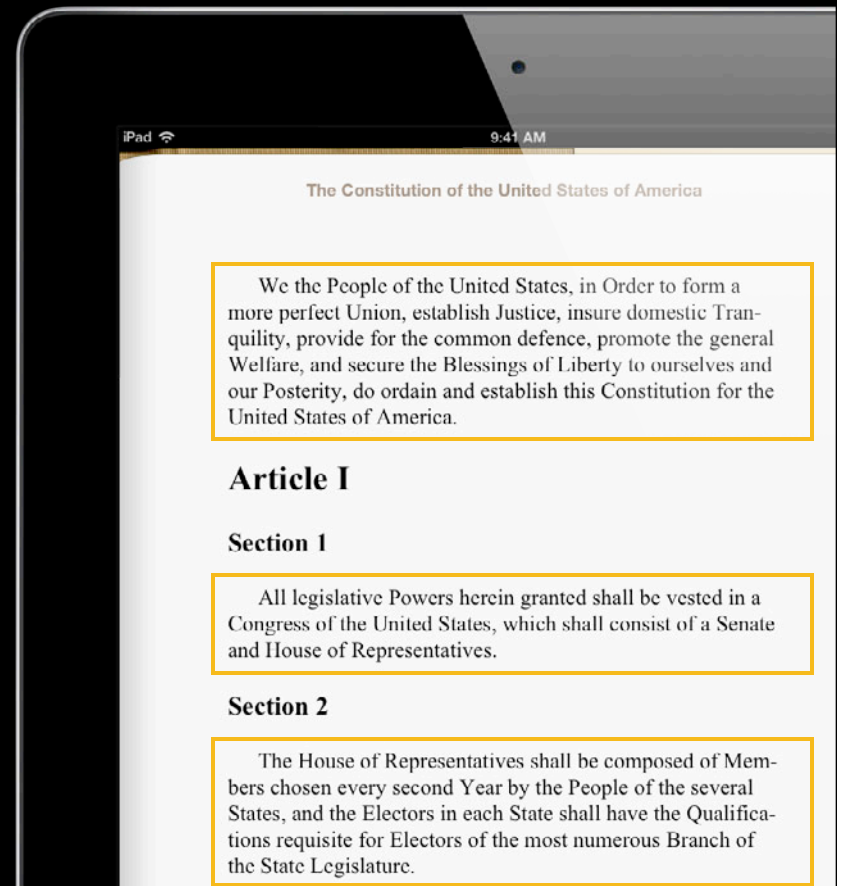 iPad
9:41 AM
The Constitution of the United States of America
We the People of the United States, in Order to form a
more perfect Union, establish Justice, insure domestic Tran-
quility, provide for the common defence, promote the general
Welfare, and secure the Blessings of Liberty to ourselves and
our Posterity, do ordain and establish this Constitution for the
United States of America.
Article I
Section 1
All legislative Powers herein granted shall be vested in a
Congress of the United States, which shall consist of a Senate
and House of Representatives.
Section 2
The House of Representatives shall be composed of Mem-
bers chosen every second Year by the People of the several
States, and the Electors in each State shall have the Qualifica-
tions requisite for Electors of the most numerous Branch of
the State Legislature.